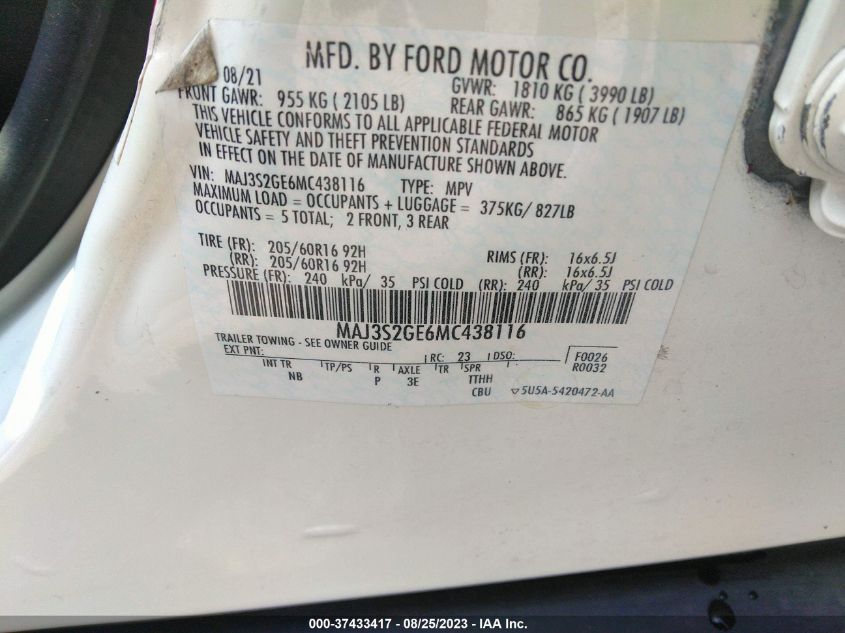 MFD. BY FORD MOTOR CO.
08/21 GVWR: 1810 KG ( 3990 LB)
FRONT GAWR: 955 KG ( 2105 LB) REAR GAWR: 865 KG ( 1907 LB)
THIS VEHICLE CONFORMS TO ALL APPLICABLE FEDERAL MOTOR
VEHICLE SAFETY AND THEFT PREVENTION STANDARDS
IN EFFECT ON THE DATE OF MANUFACTURE SHOWN ABOVE.
VIN: MAJ3S2GE6MC438116 TYPE: MPV
MAXIMUM LOAD = OCCUPANTS + LUGGAGE = 375KG/ 827LB
OCCUPANTS = 5 TOTAL; 2 FRONT, 3 REAR
TIRE (FR): 205/60R16 92H RIMS (FR): 16x6.5J
(RR): 205/60R16 92H (RR): 16x6.5J
PRESSURE (FR): 240 kPa/ 35 PSI COLD (RR): 240 kPa/ 35 PSI COLD
MAJ3S2GE6MC438116
TRAILER TOWING - SEE OWNER GUIDE
EXT PNT: RC: 23 DSO: F0026
INT TR TP/PS R AXLE TR SPR R0032
NB P 3E TTHH
CBU 5U5A-5420472-AA
000-37433417 - 08/25/2023 - IAA Inc.